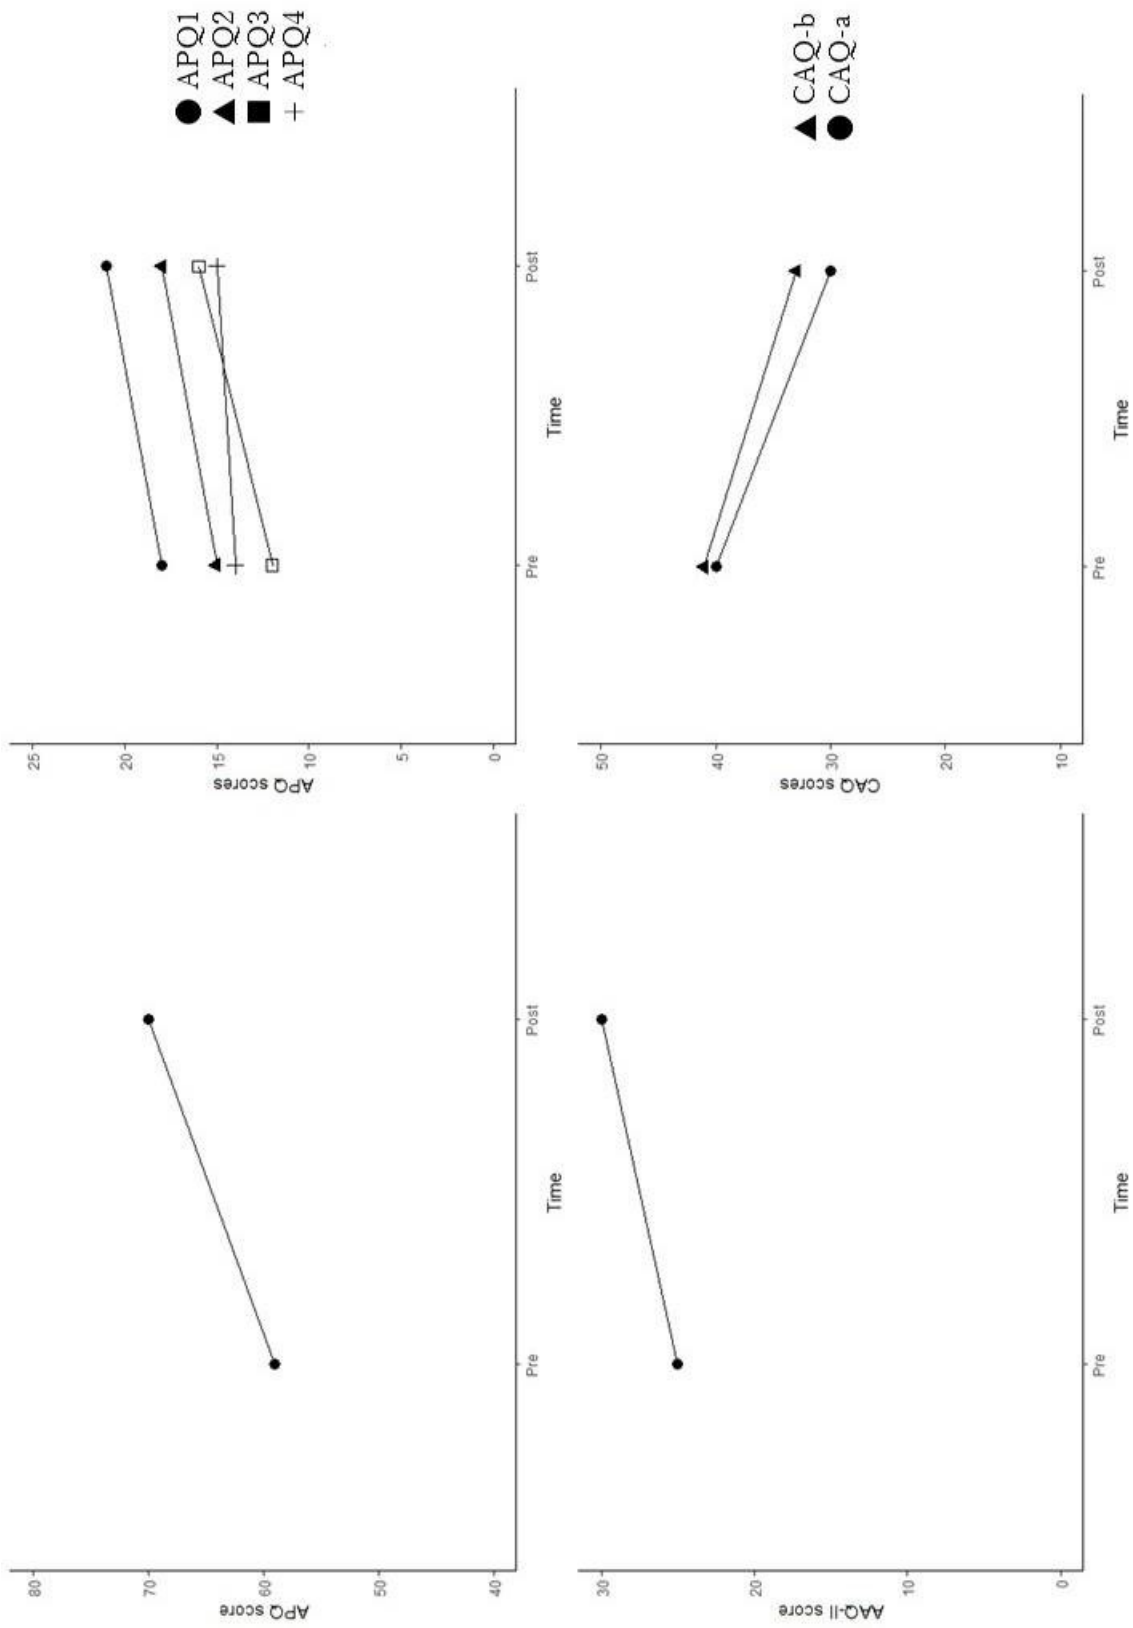 APQ score
80
70
60
50
40
Pre
Post
Time
APQ scores
25
20
15
10
5
0
Pre
Post
Time
APQ1
APQ2
APQ3
APQ4
AAQ-II score
30
20
10
0
Pre
Post
Time
CAQ scores
50
40
30
20
10
Pre
Post
Time
CAQ-b
CAQ-a